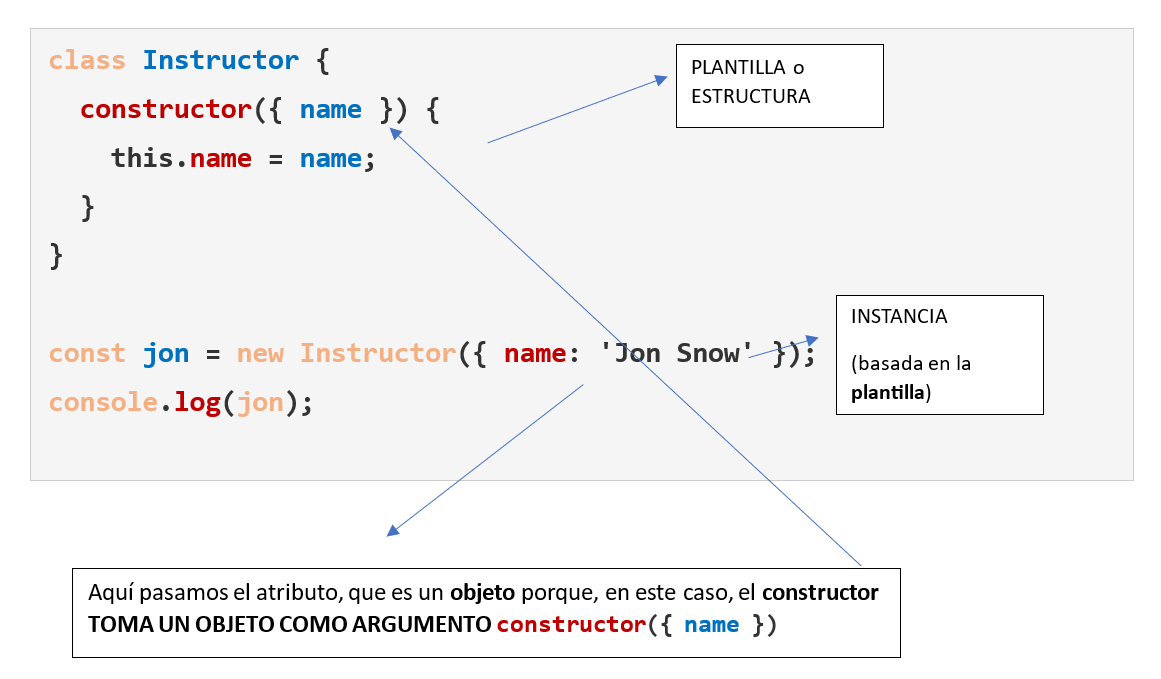 class Instructor {
constructor({ name }) {
this.name = name;
}
}
PLANTILLA o
ESTRUCTURA
const jon = new Instructor({ name: 'Jon Snow' });
console.log(jon);
INSTANCIA
(basada en la
plantilla)
Aquí pasamos el atributo, que es un objeto porque, en este caso, el constructor
TOMA UN OBJETO COMO ARGUMENTO constructor({ name })